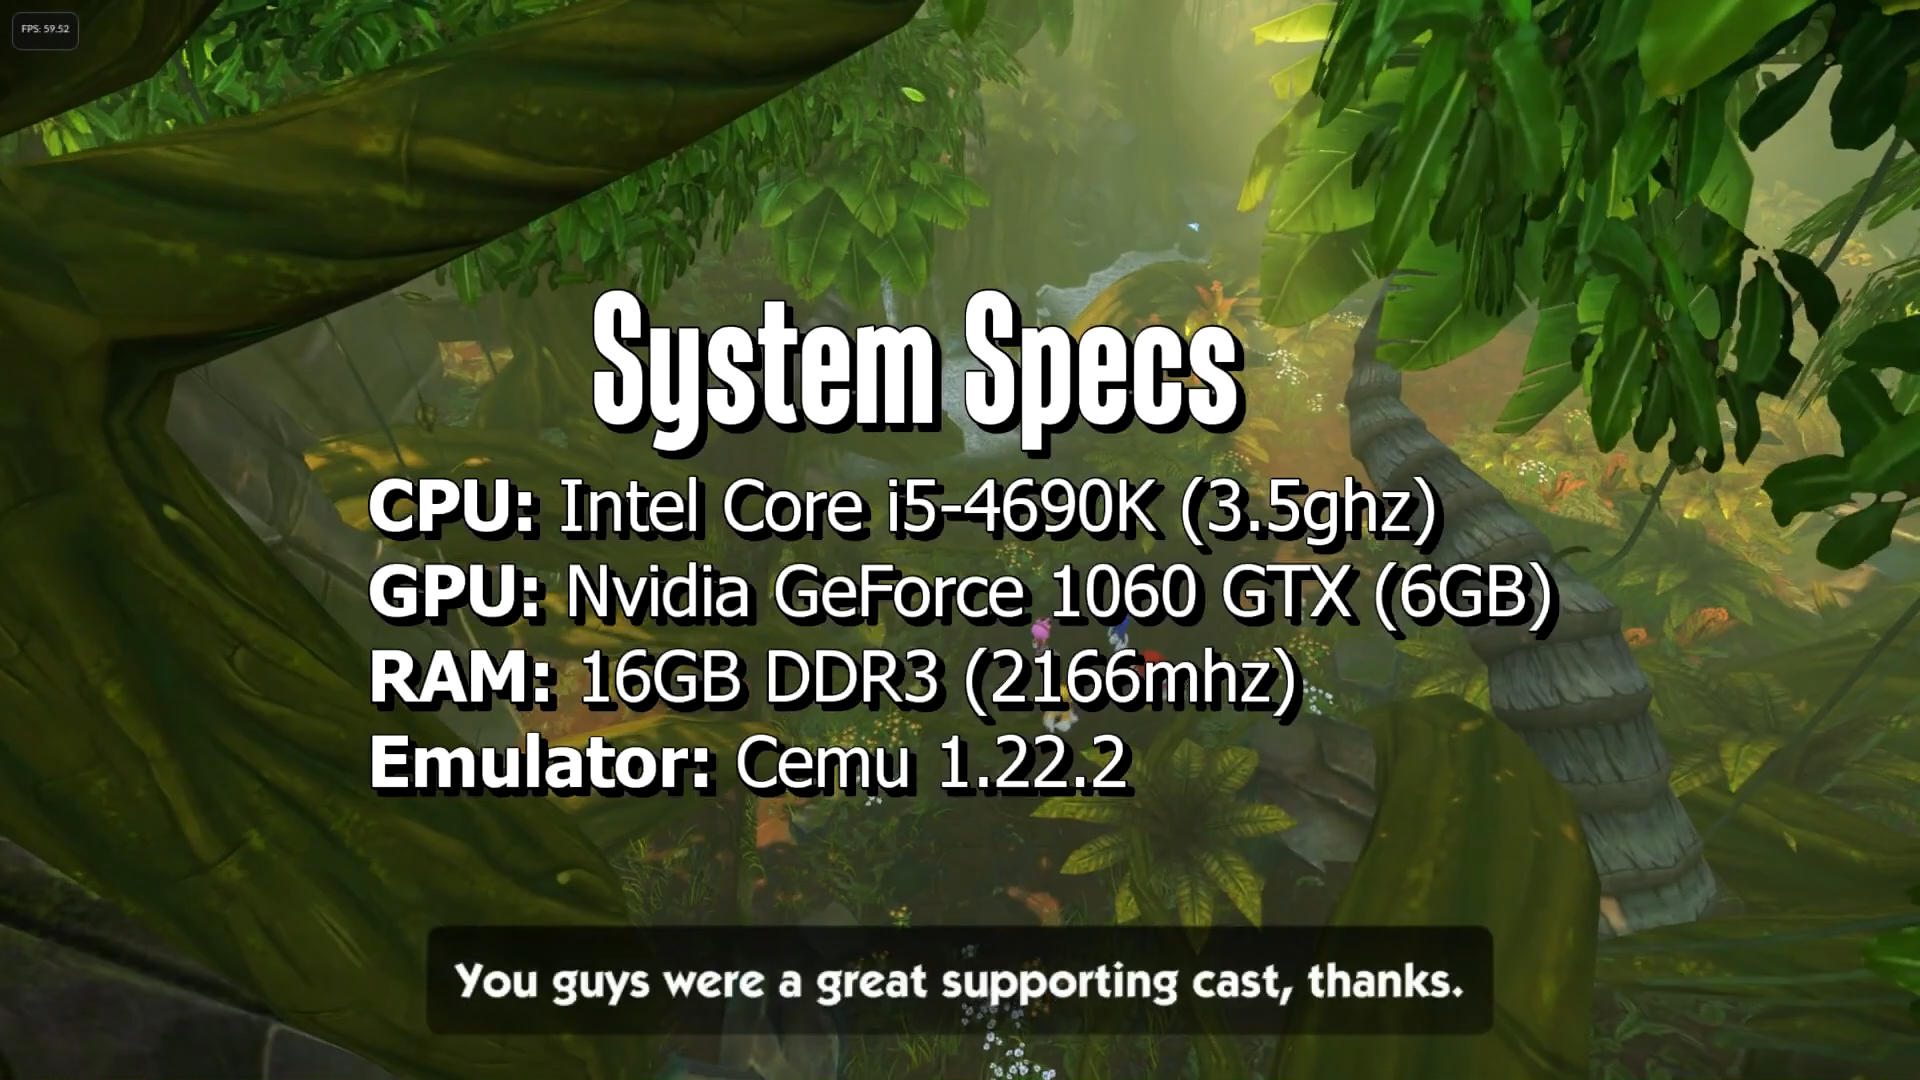 FPS: 59.52
System Specs
CPU: Intel Core i5-4690K (3.5ghz)
GPU: Nvidia GeForce 1060 GTX (6GB)
RAM: 16GB DDR3 (2166mhz)
Emulator: Cemu 1.22.2
You guys were a great supporting cast, thanks.